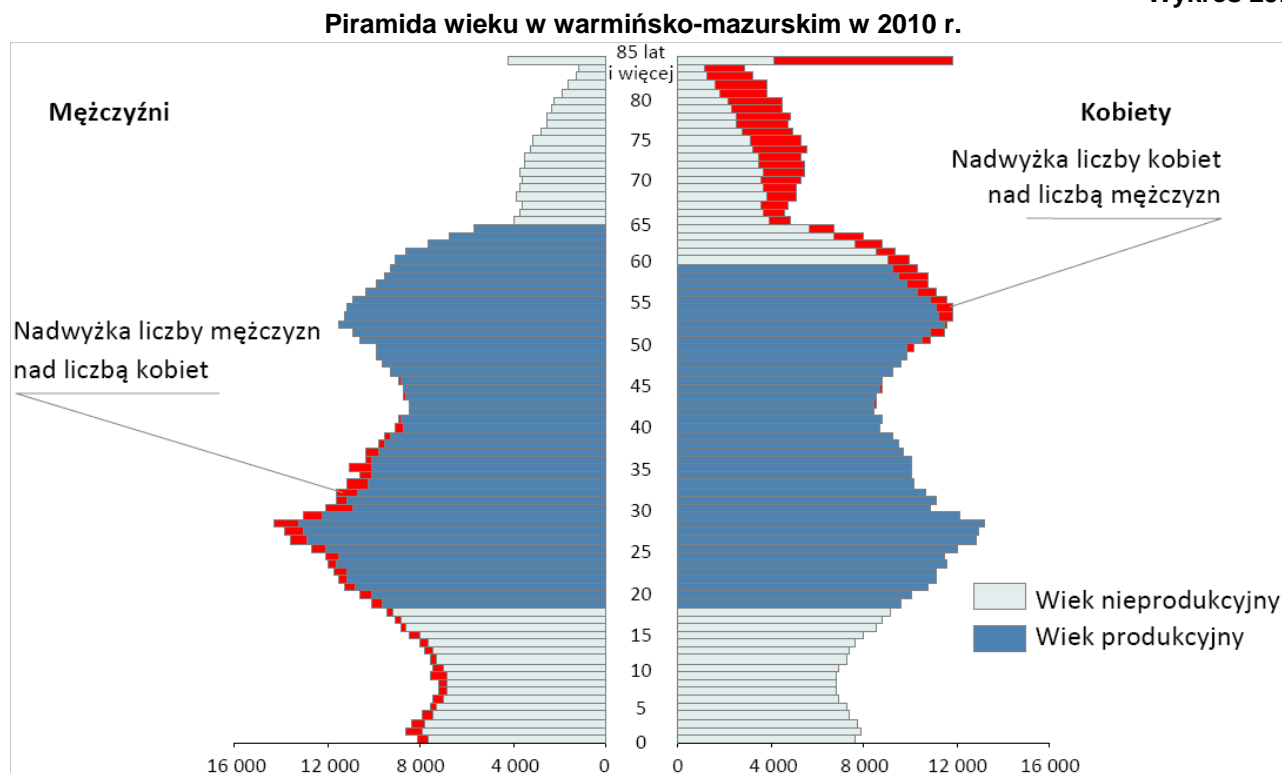 Piramida wieku w warmińsko-mazurskim w 2010 r.
85 lat
i więcej
Mężczyźni
Kobiety
Nadwyżka liczby kobiet
nad liczbą mężczyzn
Nadwyżka liczby mężczyzn
nad liczbą kobiet
80
75
70
65
60
55
50
45
40
35
30
25
20
15
10
5
0
Wiek nieprodukcyjny
Wiek produkcyjny
16 000 12 000 8 000 4 000 0 0 4 000 8 000 12 000 16 000